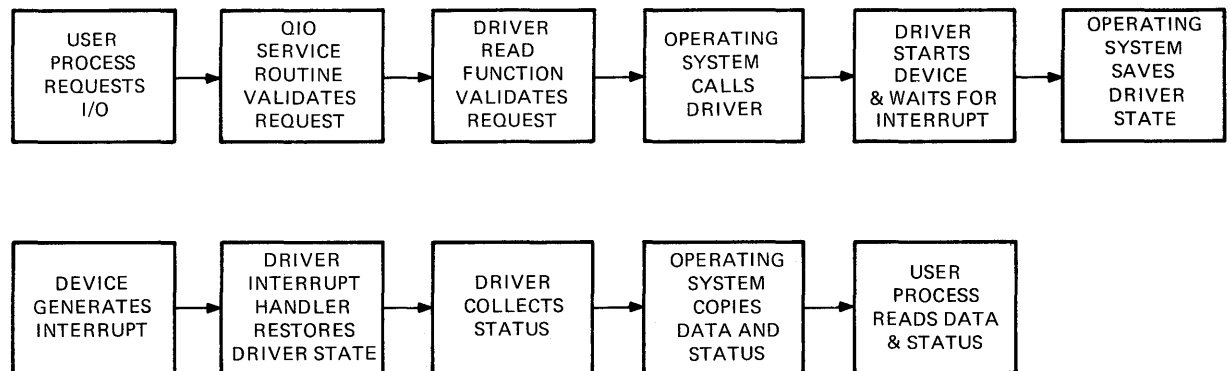 USER
PROCESS
REQUESTS
I/O
QIO
SERVICE
ROUTINE
VALIDATES
REQUEST
DRIVER
READ
FUNCTION
VALIDATES
REQUEST
OPERATING
SYSTEM
CALLS
DRIVER
DRIVER
STARTS
DEVICE
& WAITS FOR
INTERRUPT
OPERATING
SYSTEM
SAVES
DRIVER
STATE
DEVICE
GENERATES
INTERRUPT
DRIVER
INTERRUPT
HANDLER
RESTORES
DRIVER STATE
DRIVER
COLLECTS
STATUS
OPERATING
SYSTEM
COPIES
DATA AND
STATUS
USER
PROCESS
READS DATA
& STATUS